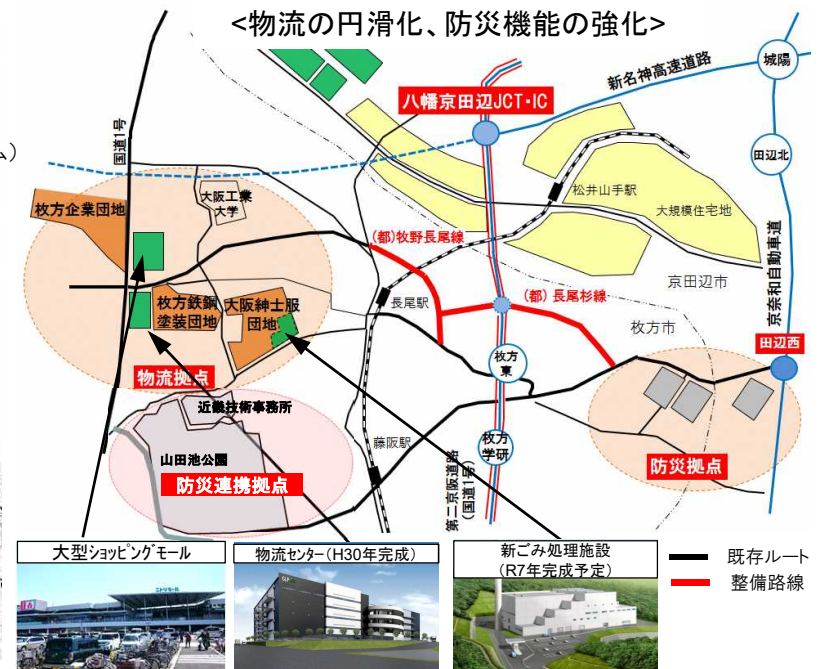 <物流の円滑化、防災機能の強化>
城陽
新名神高速道路
八幡京田辺JCT・IC
国道1号
ム)
田辺北
大阪工業
大学
枚方企業団地
松井山手駅
大規模住宅地
京奈和自動車道
(都)牧野長尾線
京田辺市
長尾駅
(都) 長尾杉線
枚方鉄鋼
塗装団地
大阪紳士服
団地
枚方市
田辺西
枚方
東
物流拠点
近畿技術事務所
藤阪駅
枚方
学研
山田池公園
防災連携拠点
防災拠点
第二京阪道路
(国道1号)
大型ショッピングモール
物流センター(H30年完成)
新ごみ処理施設
(R7年完成予定)
既存ルート
整備路線
ニトリモール
GLP